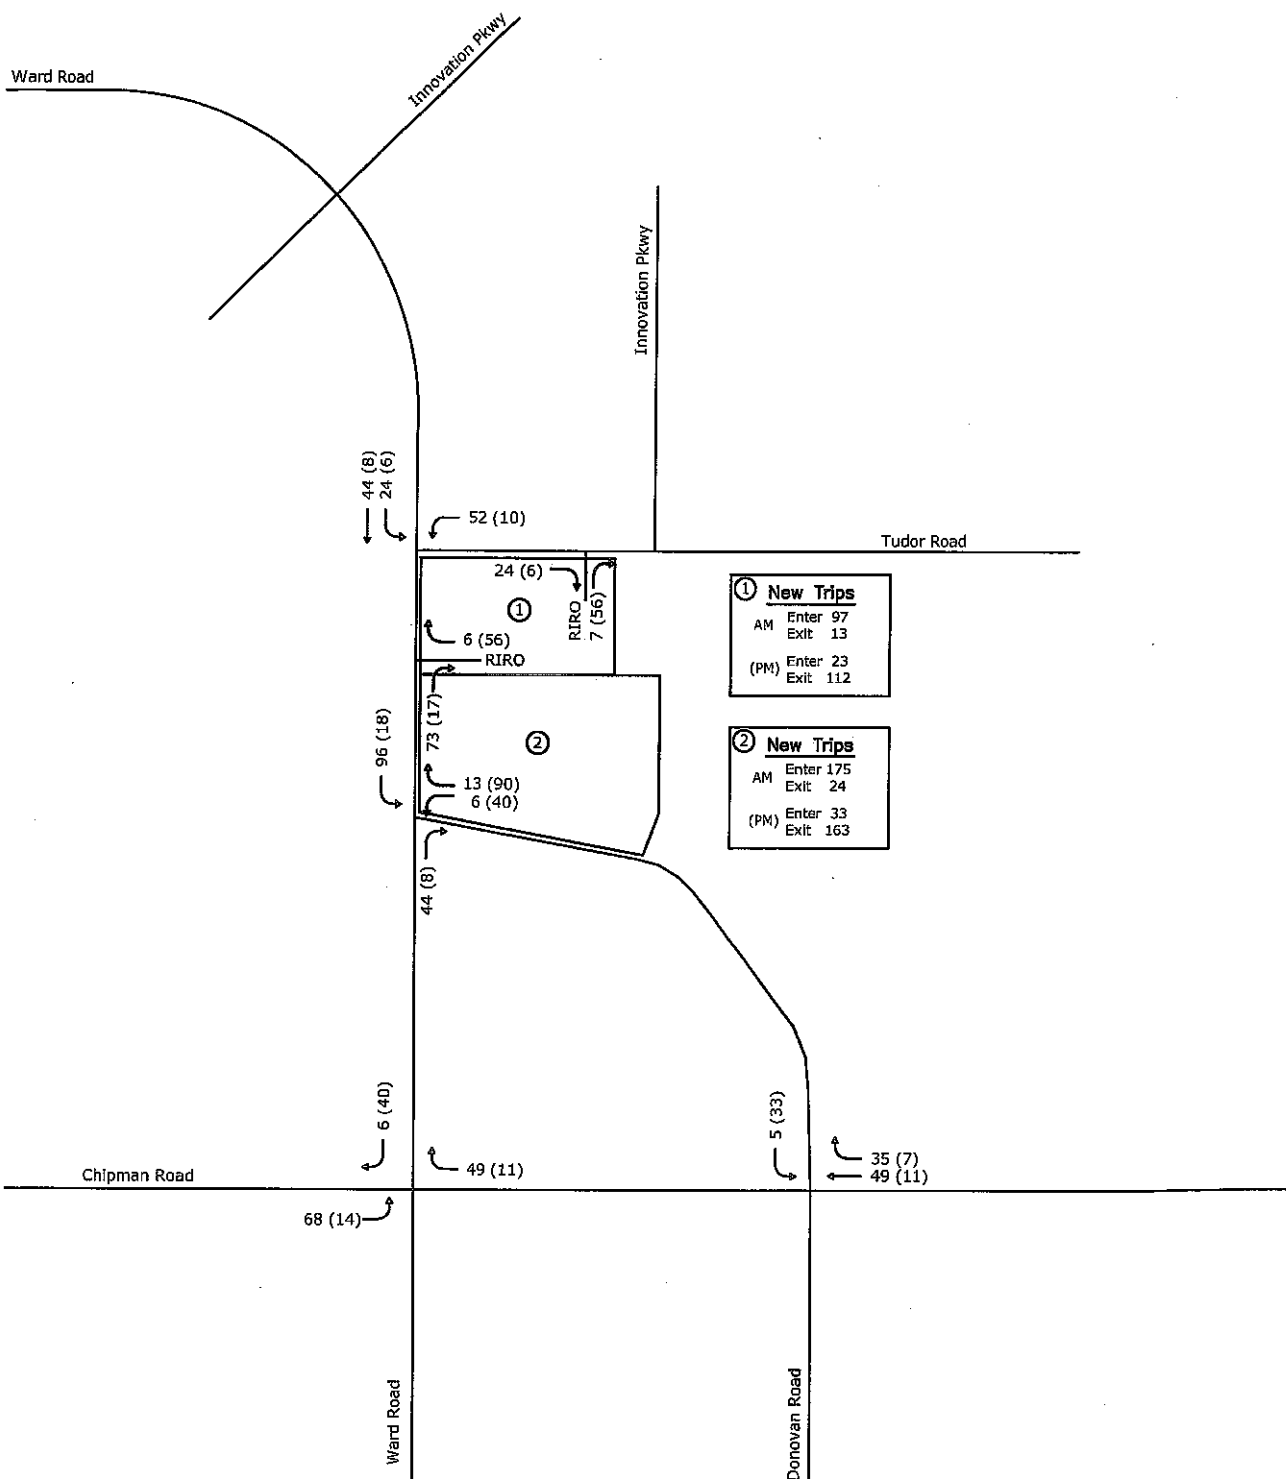 Ward Road
Innovation Pkwy
Innovation Pkwy
44 (8)
24 (6)
52 (10)
Tudor Road
24 (6)
RIRO
7 (56)
1
6 (56)
RIRO
73 (17)
96 (18)
2
13 (90)
6 (40)
44 (8)
1 New Trips
AM Enter 97
Exit 13
(PM) Enter 23
Exit 112
2 New Trips
AM Enter 175
Exit 24
(PM) Enter 33
Exit 163
6 (40)
5 (33)
Chipman Road
49 (11)
35 (7)
49 (11)
68 (14)
Ward Road
Donovan Road